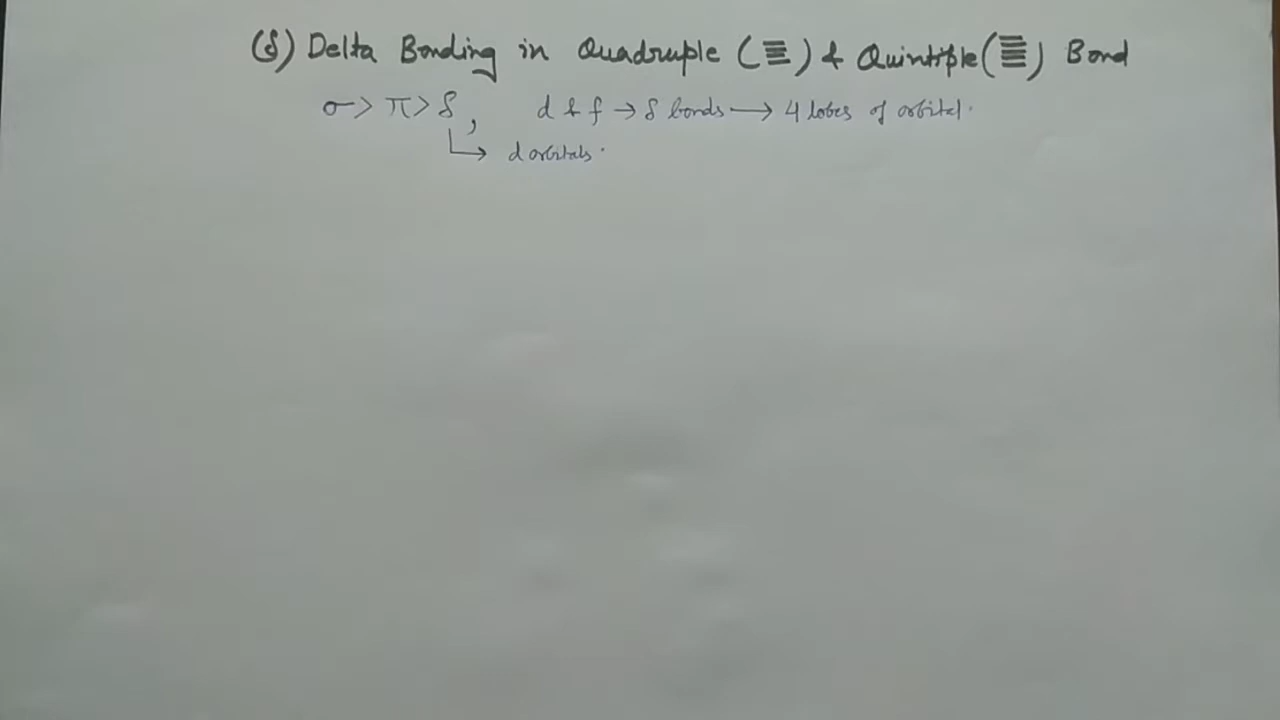 (δ) Delta Bonding in Quadruple (≣) & Quintiple (≣) Bond
σ > π > δ, d & f → δ bonds → 4 lobes of orbital.
↳ d orbitals.